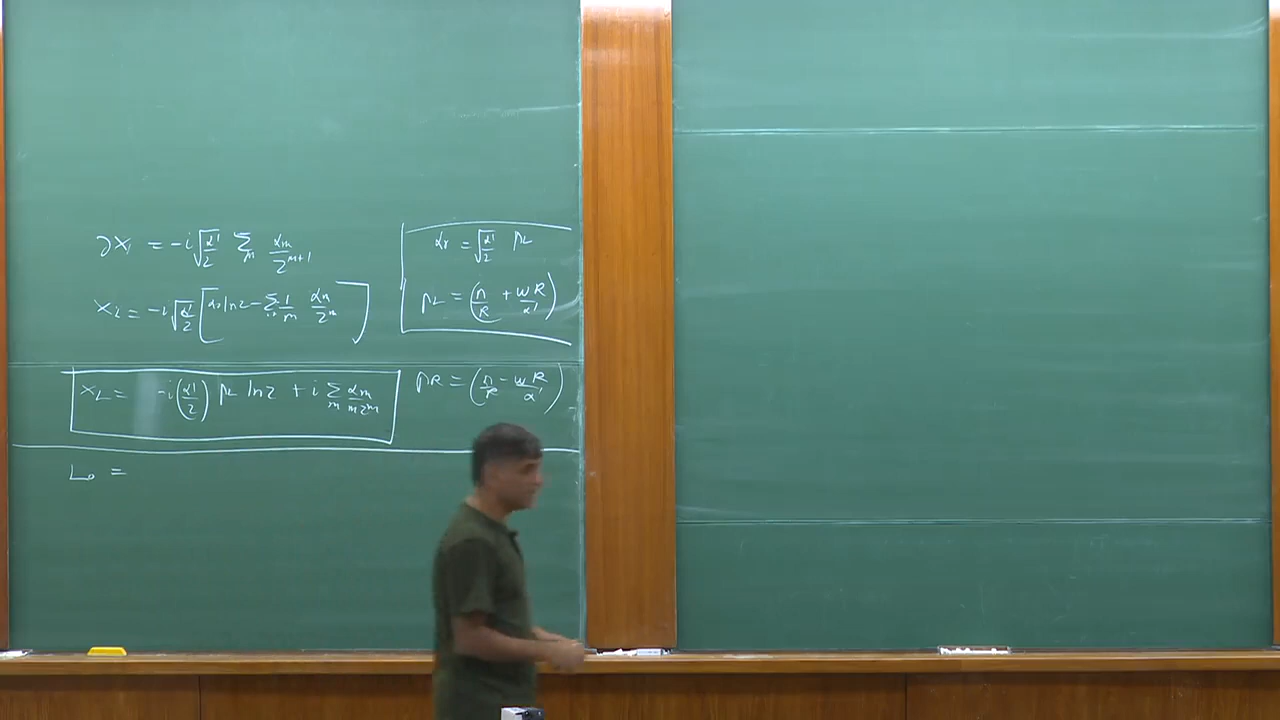 ∂X_L = -i √(α'/2) Σ_m α_m / z^{m+1}
X_L = -i √(α'/2) [ α_0 ln z - Σ 1/m α_m / z^m ]
α_0 = √(α'/2) p_L
p_L = ( n/R + wR/α' )
X_L = -i (α'/2) p_L ln z + i Σ_m α_m / (m z^m)
p_R = ( n/R - wR/α' )
L_0 =